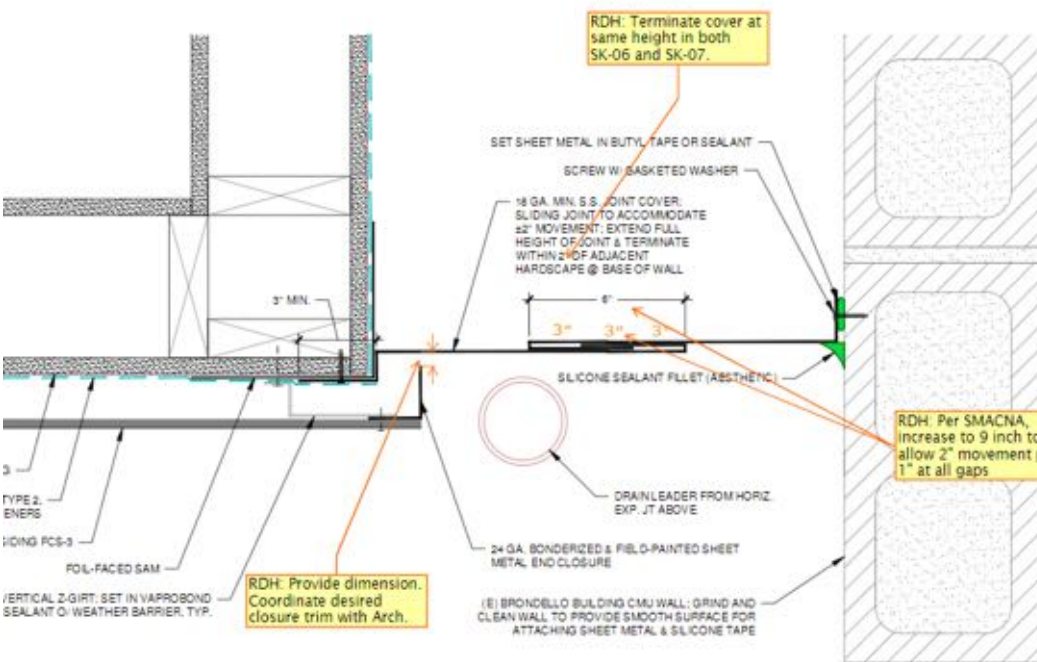 RDH: Terminate cover at
same height in both
SK-06 and SK-07.
SET SHEET METAL IN BUTYL TAPE OR SEALANT
SCREW W/ GASKETED WASHER
18 GA. MIN. S.S. JOINT COVER:
SLIDING JOINT TO ACCOMMODATE
±2" MOVEMENT; EXTEND FULL
HEIGHT OF JOINT & TERMINATE
WITHIN 2" OF ADJACENT
HARDSCAPE @ BASE OF WALL
3" MIN.
6"
3" 3" 3"
SILICONE SEALANT FILLET (AESTHETIC)
RDH: Per SMACNA,
increase to 9 inch to
allow 2" movement
1" at all gaps
G
TYPE 2,
ENERS
SIDING FCS-3
FOIL-FACED SAM
VERTICAL Z-GIRT: SET IN VAPROBOND
SEALANT O/ WEATHER BARRIER, TYP.
RDH: Provide dimension.
Coordinate desired
closure trim with Arch.
DRAIN LEADER FROM HORIZ.
EXP. JT ABOVE
24 GA. BONDERIZED & FIELD-PAINTED SHEET
METAL END CLOSURE
(E) BRONDELLO BUILDING CMU WALL; GRIND AND
CLEAN WALL TO PROVIDE SMOOTH SURFACE FOR
ATTACHING SHEET METAL & SILICONE TAPE